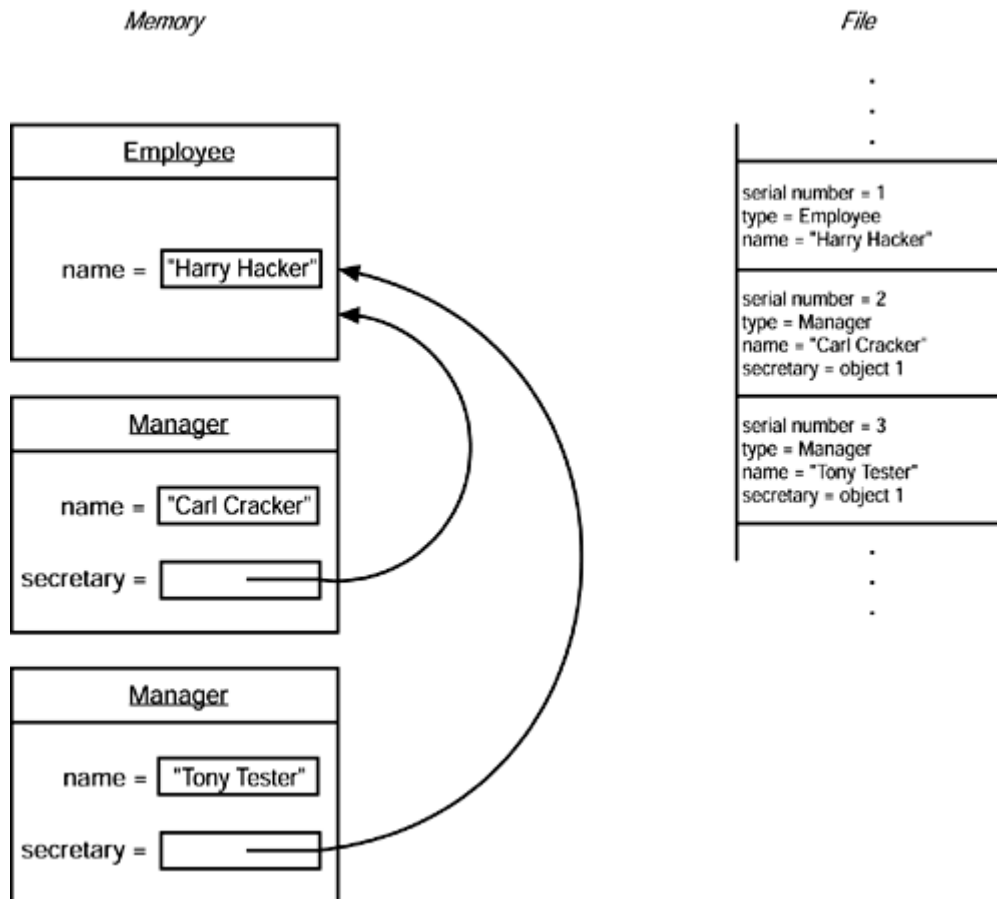 Memory
File
Employee
name = "Harry Hacker"
Manager
name = "Carl Cracker"
secretary =
Manager
name = "Tony Tester"
secretary =
serial number = 1
type = Employee
name = "Harry Hacker"
serial number = 2
type = Manager
name = "Carl Cracker"
secretary = object 1
serial number = 3
type = Manager
name = "Tony Tester"
secretary = object 1